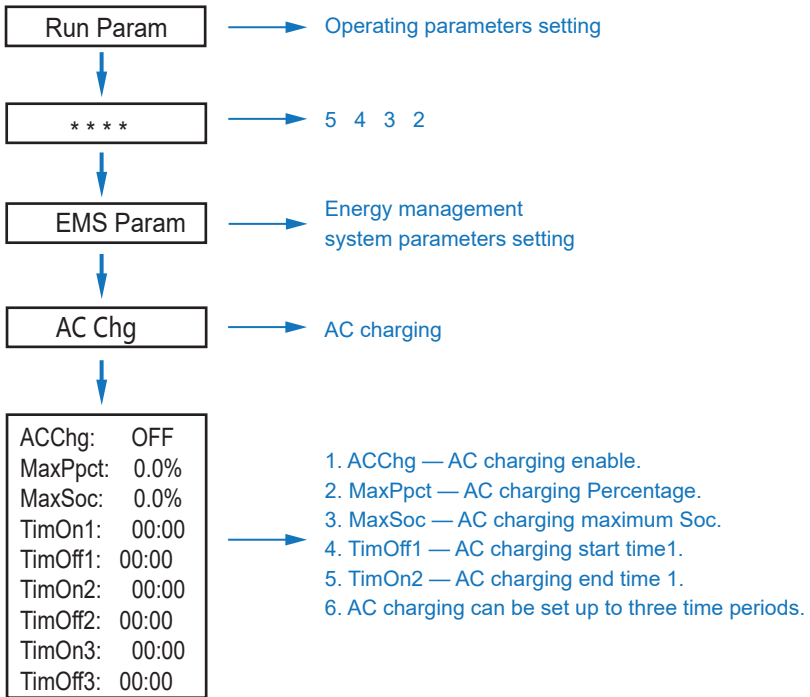 Run Param
Operating parameters setting
* * * *
5 4 3 2
EMS Param
Energy management
system parameters setting
AC Chg
AC charging
ACChg: OFF
MaxPpct: 0.0%
MaxSoc: 0.0%
TimOn1: 00:00
TimOff1: 00:00
TimOn2: 00:00
TimOff2: 00:00
TimOn3: 00:00
TimOff3: 00:00
1. ACChg — AC charging enable.
2. MaxPpct — AC charging Percentage.
3. MaxSoc — AC charging maximum Soc.
4. TimOff1 — AC charging start time1.
5. TimOn2 — AC charging end time 1.
6. AC charging can be set up to three time periods.